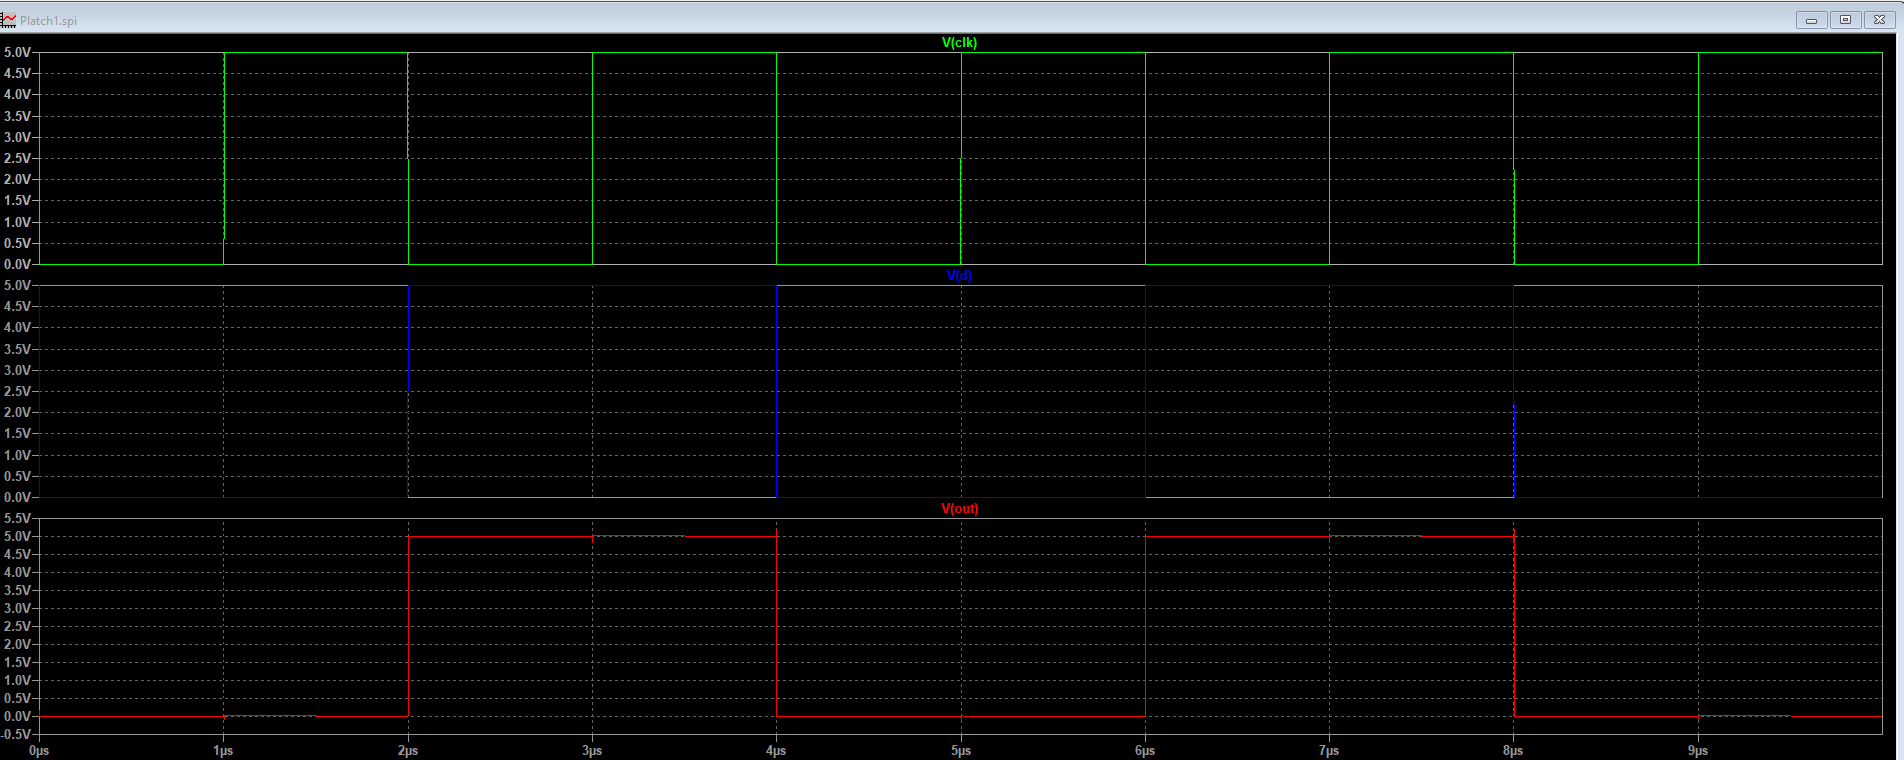 Platch1.spi
V(clk)
5.0V
4.5V
4.0V
3.5V
3.0V
2.5V
2.0V
1.5V
1.0V
0.5V
0.0V
V(d)
5.0V
4.5V
4.0V
3.5V
3.0V
2.5V
2.0V
1.5V
1.0V
0.5V
0.0V
V(out)
5.5V
5.0V
4.5V
4.0V
3.5V
3.0V
2.5V
2.0V
1.5V
1.0V
0.5V
0.0V
-0.5V
0µs 1µs 2µs 3µs 4µs 5µs 6µs 7µs 8µs 9µs